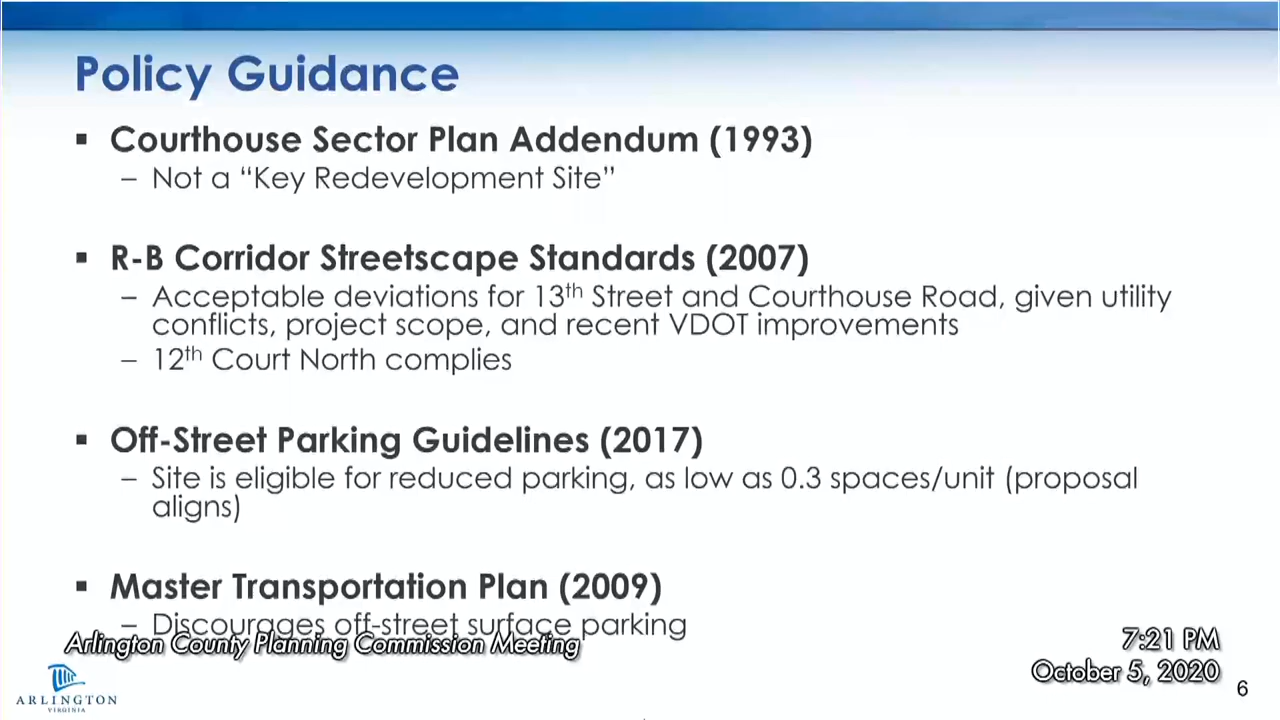 Policy Guidance
▪ Courthouse Sector Plan Addendum (1993)
– Not a “Key Redevelopment Site”
▪ R-B Corridor Streetscape Standards (2007)
– Acceptable deviations for 13th Street and Courthouse Road, given utility
conflicts, project scope, and recent VDOT improvements
– 12th Court North complies
▪ Off-Street Parking Guidelines (2017)
– Site is eligible for reduced parking, as low as 0.3 spaces/unit (proposal
aligns)
▪ Master Transportation Plan (2009)
– Discourages off-street surface parking
Arlington County Planning Commission Meeting
7:21 PM
October 5, 2020
6
ARLINGTON
VIRGINIA